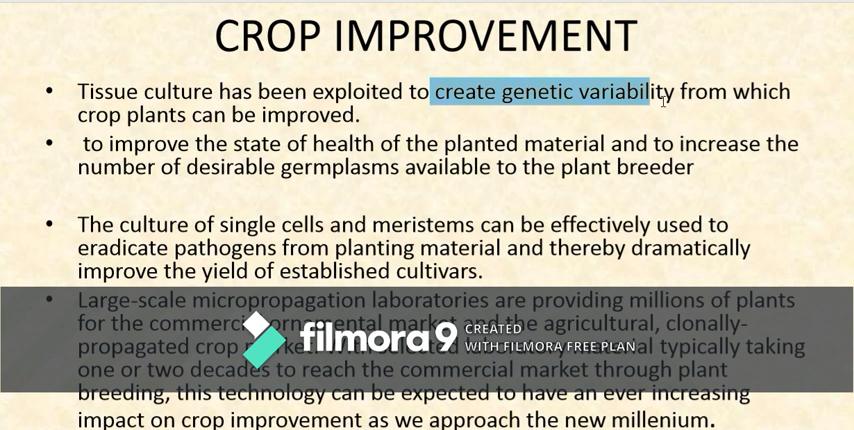 CROP IMPROVEMENT
• Tissue culture has been exploited to create genetic variability from which
crop plants can be improved.
• to improve the state of health of the planted material and to increase the
number of desirable germplasms available to the plant breeder
• The culture of single cells and meristems can be effectively used to
eradicate pathogens from planting material and thereby dramatically
improve the yield of established cultivars.
• Large-scale micropropagation laboratories are providing millions of plants
for the commercial ornamental market and the agricultural, clonally-
propagated crop market. With typically taking
one or two decades to reach the commercial market through plant
breeding, this technology can be expected to have an ever increasing
impact on crop improvement as we approach the new millenium.
filmora9
CREATED
WITH FILMORA FREE PLAN